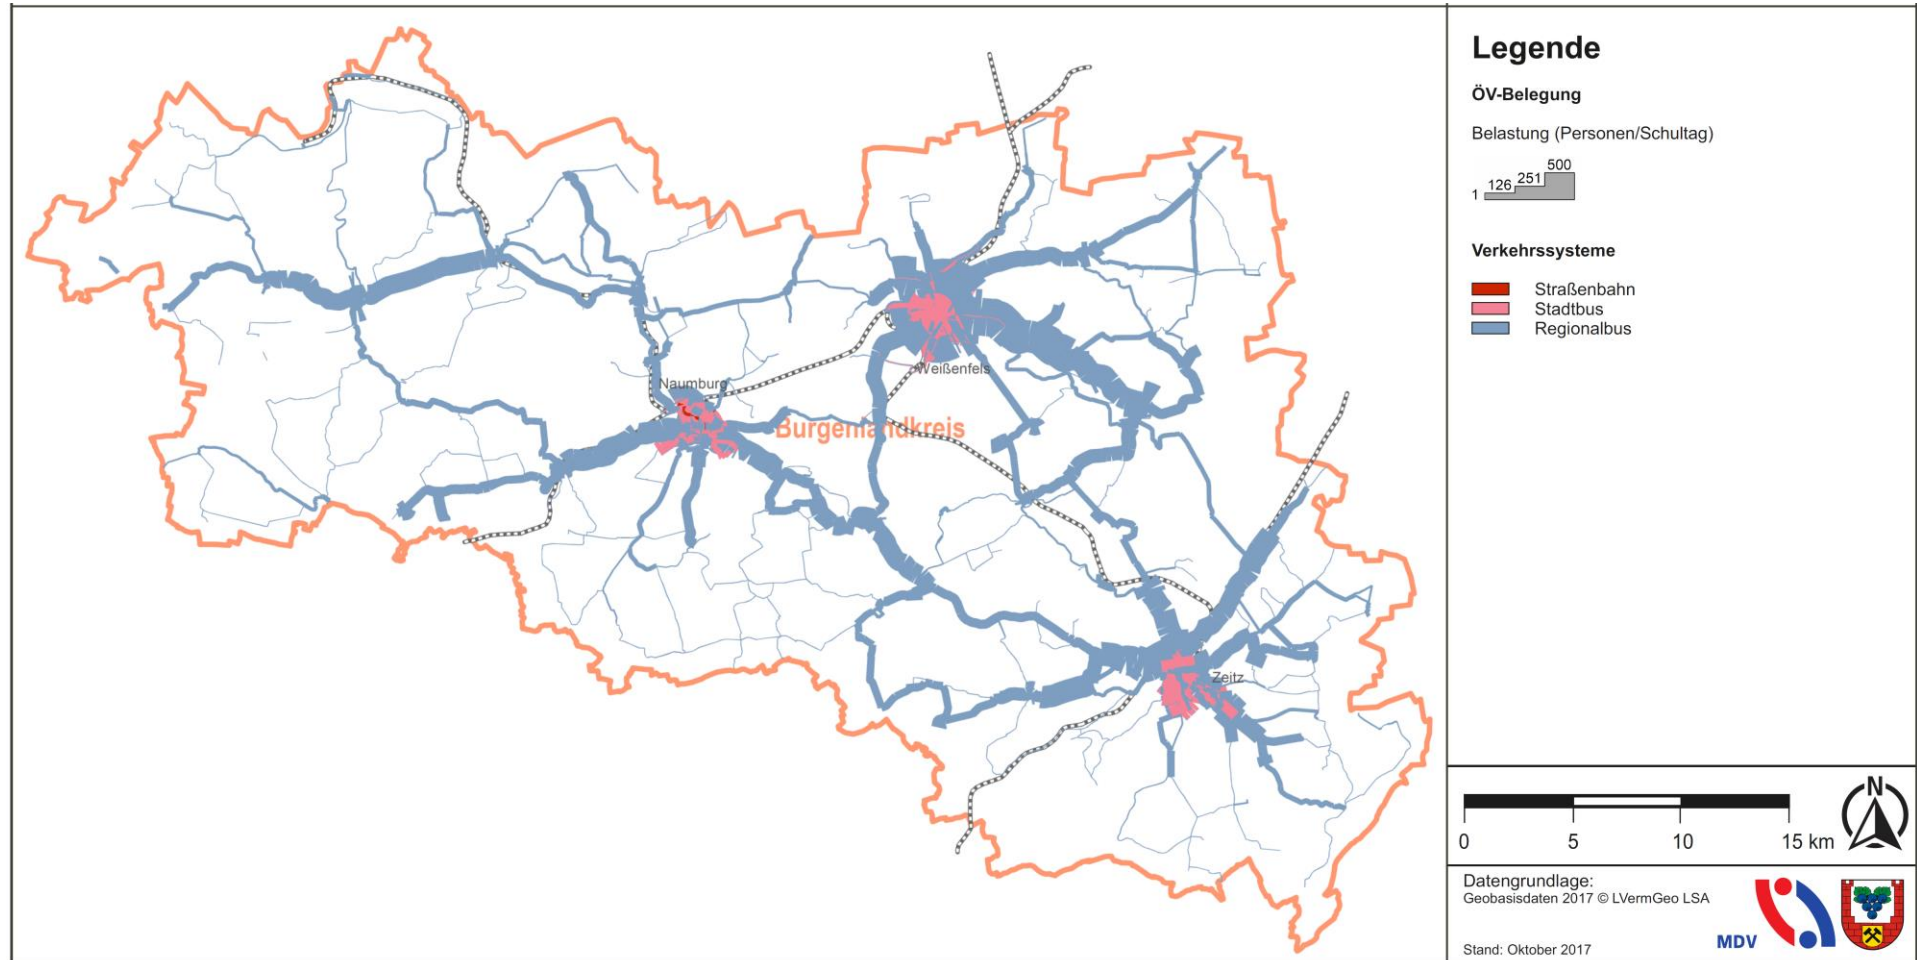 Naumburg
Weißenfels
Burgenlandkreis
Zeitz
Legende
ÖV-Belegung
Belastung (Personen/Schultag)
1 126 251 500
Verkehrssysteme
Straßenbahn
Stadtbus
Regionalbus
N
0 5 10 15 km
Datengrundlage:
Geobasisdaten 2017 © LVermGeo LSA
Stand: Oktober 2017
MDV